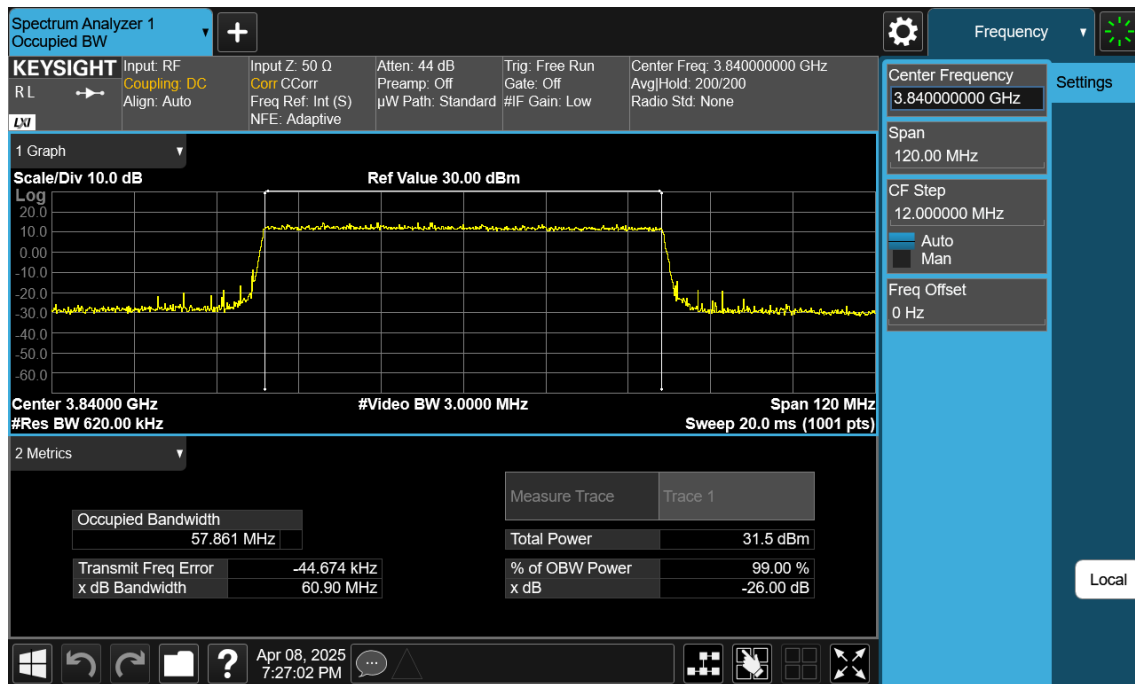 Spectrum Analyzer 1
Occupied BW
Frequency
KEYSIGHT
R L
LXI
Input: RF
Coupling: DC
Align: Auto
Input Z: 50 Ω
Corr CCorr
Freq Ref: Int (S)
NFE: Adaptive
Atten: 44 dB
Preamp: Off
µW Path: Standard
Trig: Free Run
Gate: Off
#IF Gain: Low
Center Freq: 3.840000000 GHz
Avg|Hold: 200/200
Radio Std: None
Center Frequency
3.840000000 GHz
Settings
Span
120.00 MHz
CF Step
12.000000 MHz
Auto
Man
Freq Offset
0 Hz
Local
1 Graph
Scale/Div 10.0 dB
Ref Value 30.00 dBm
Log
20.0
10.0
0.00
-10.0
-20.0
-30.0
-40.0
-50.0
-60.0
Center 3.84000 GHz
#Video BW 3.0000 MHz
Span 120 MHz
#Res BW 620.00 kHz
Sweep 20.0 ms (1001 pts)
2 Metrics
Measure Trace Trace 1
Occupied Bandwidth
57.861 MHz
Total Power 31.5 dBm
Transmit Freq Error -44.674 kHz
% of OBW Power 99.00 %
x dB Bandwidth 60.90 MHz
x dB -26.00 dB
?
Apr 08, 2025
7:27:02 PM